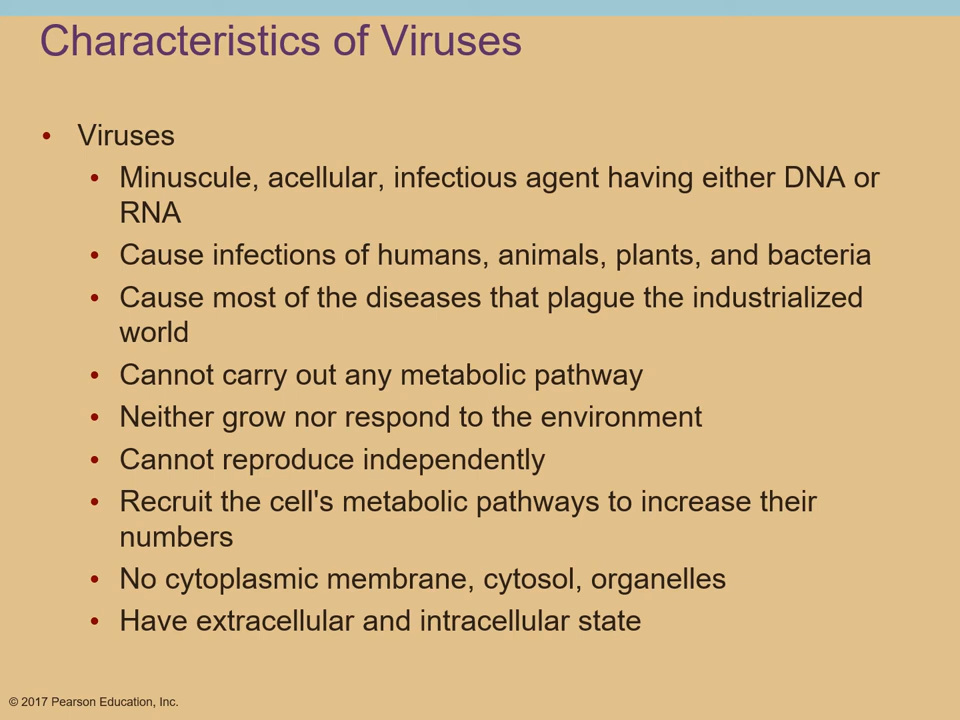 Characteristics of Viruses
• Viruses
• Minuscule, acellular, infectious agent having either DNA or
RNA
• Cause infections of humans, animals, plants, and bacteria
• Cause most of the diseases that plague the industrialized
world
• Cannot carry out any metabolic pathway
• Neither grow nor respond to the environment
• Cannot reproduce independently
• Recruit the cell's metabolic pathways to increase their
numbers
• No cytoplasmic membrane, cytosol, organelles
• Have extracellular and intracellular state
© 2017 Pearson Education, Inc.